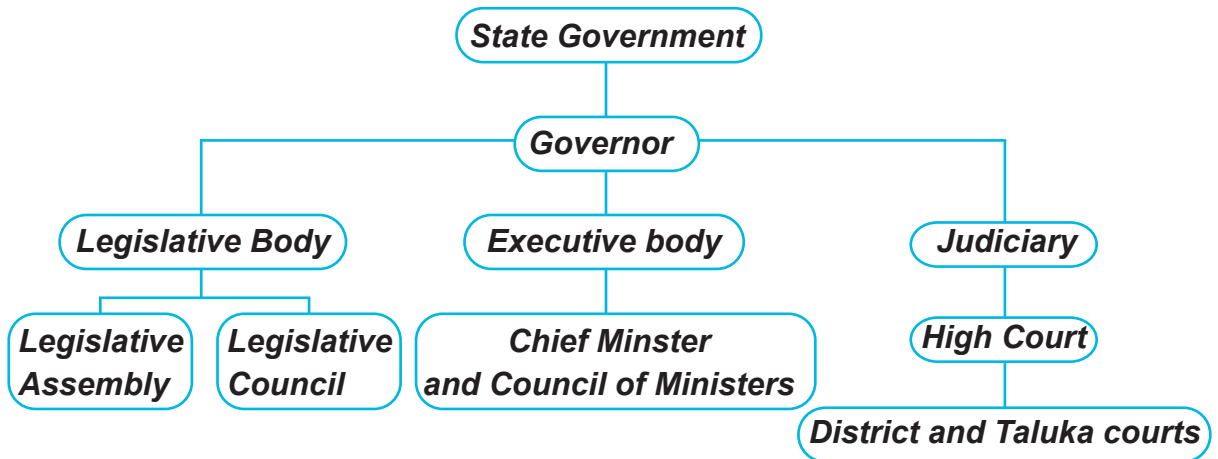 State Government
Governor
Legislative Body
Executive body
Judiciary
Legislative
Assembly
Legislative
Council
Chief Minster
and Council of Ministers
High Court
District and Taluka courts